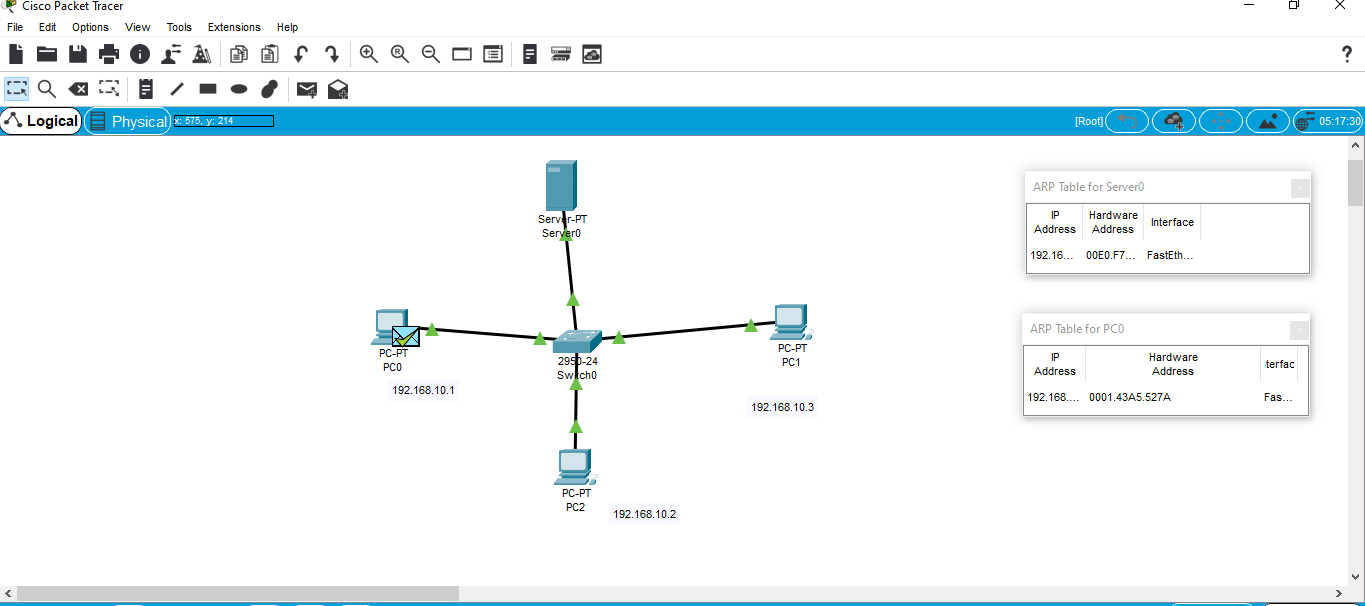 Cisco Packet Tracer
File Edit Options View Tools Extensions Help
?
Logical Physical x: 575, y: 214 [Root] 05:17:30
Server-PT
Server0
PC-PT
PC0
192.168.10.1
2950-24
Switch0
PC-PT
PC1
192.168.10.3
PC-PT
PC2
192.168.10.2
ARP Table for Server0
IP Address Hardware Address Interface
192.16... 00E0.F7... FastEth...
ARP Table for PC0
IP Address Hardware Address terfac
192.168.... 0001.43A5.527A Fas...